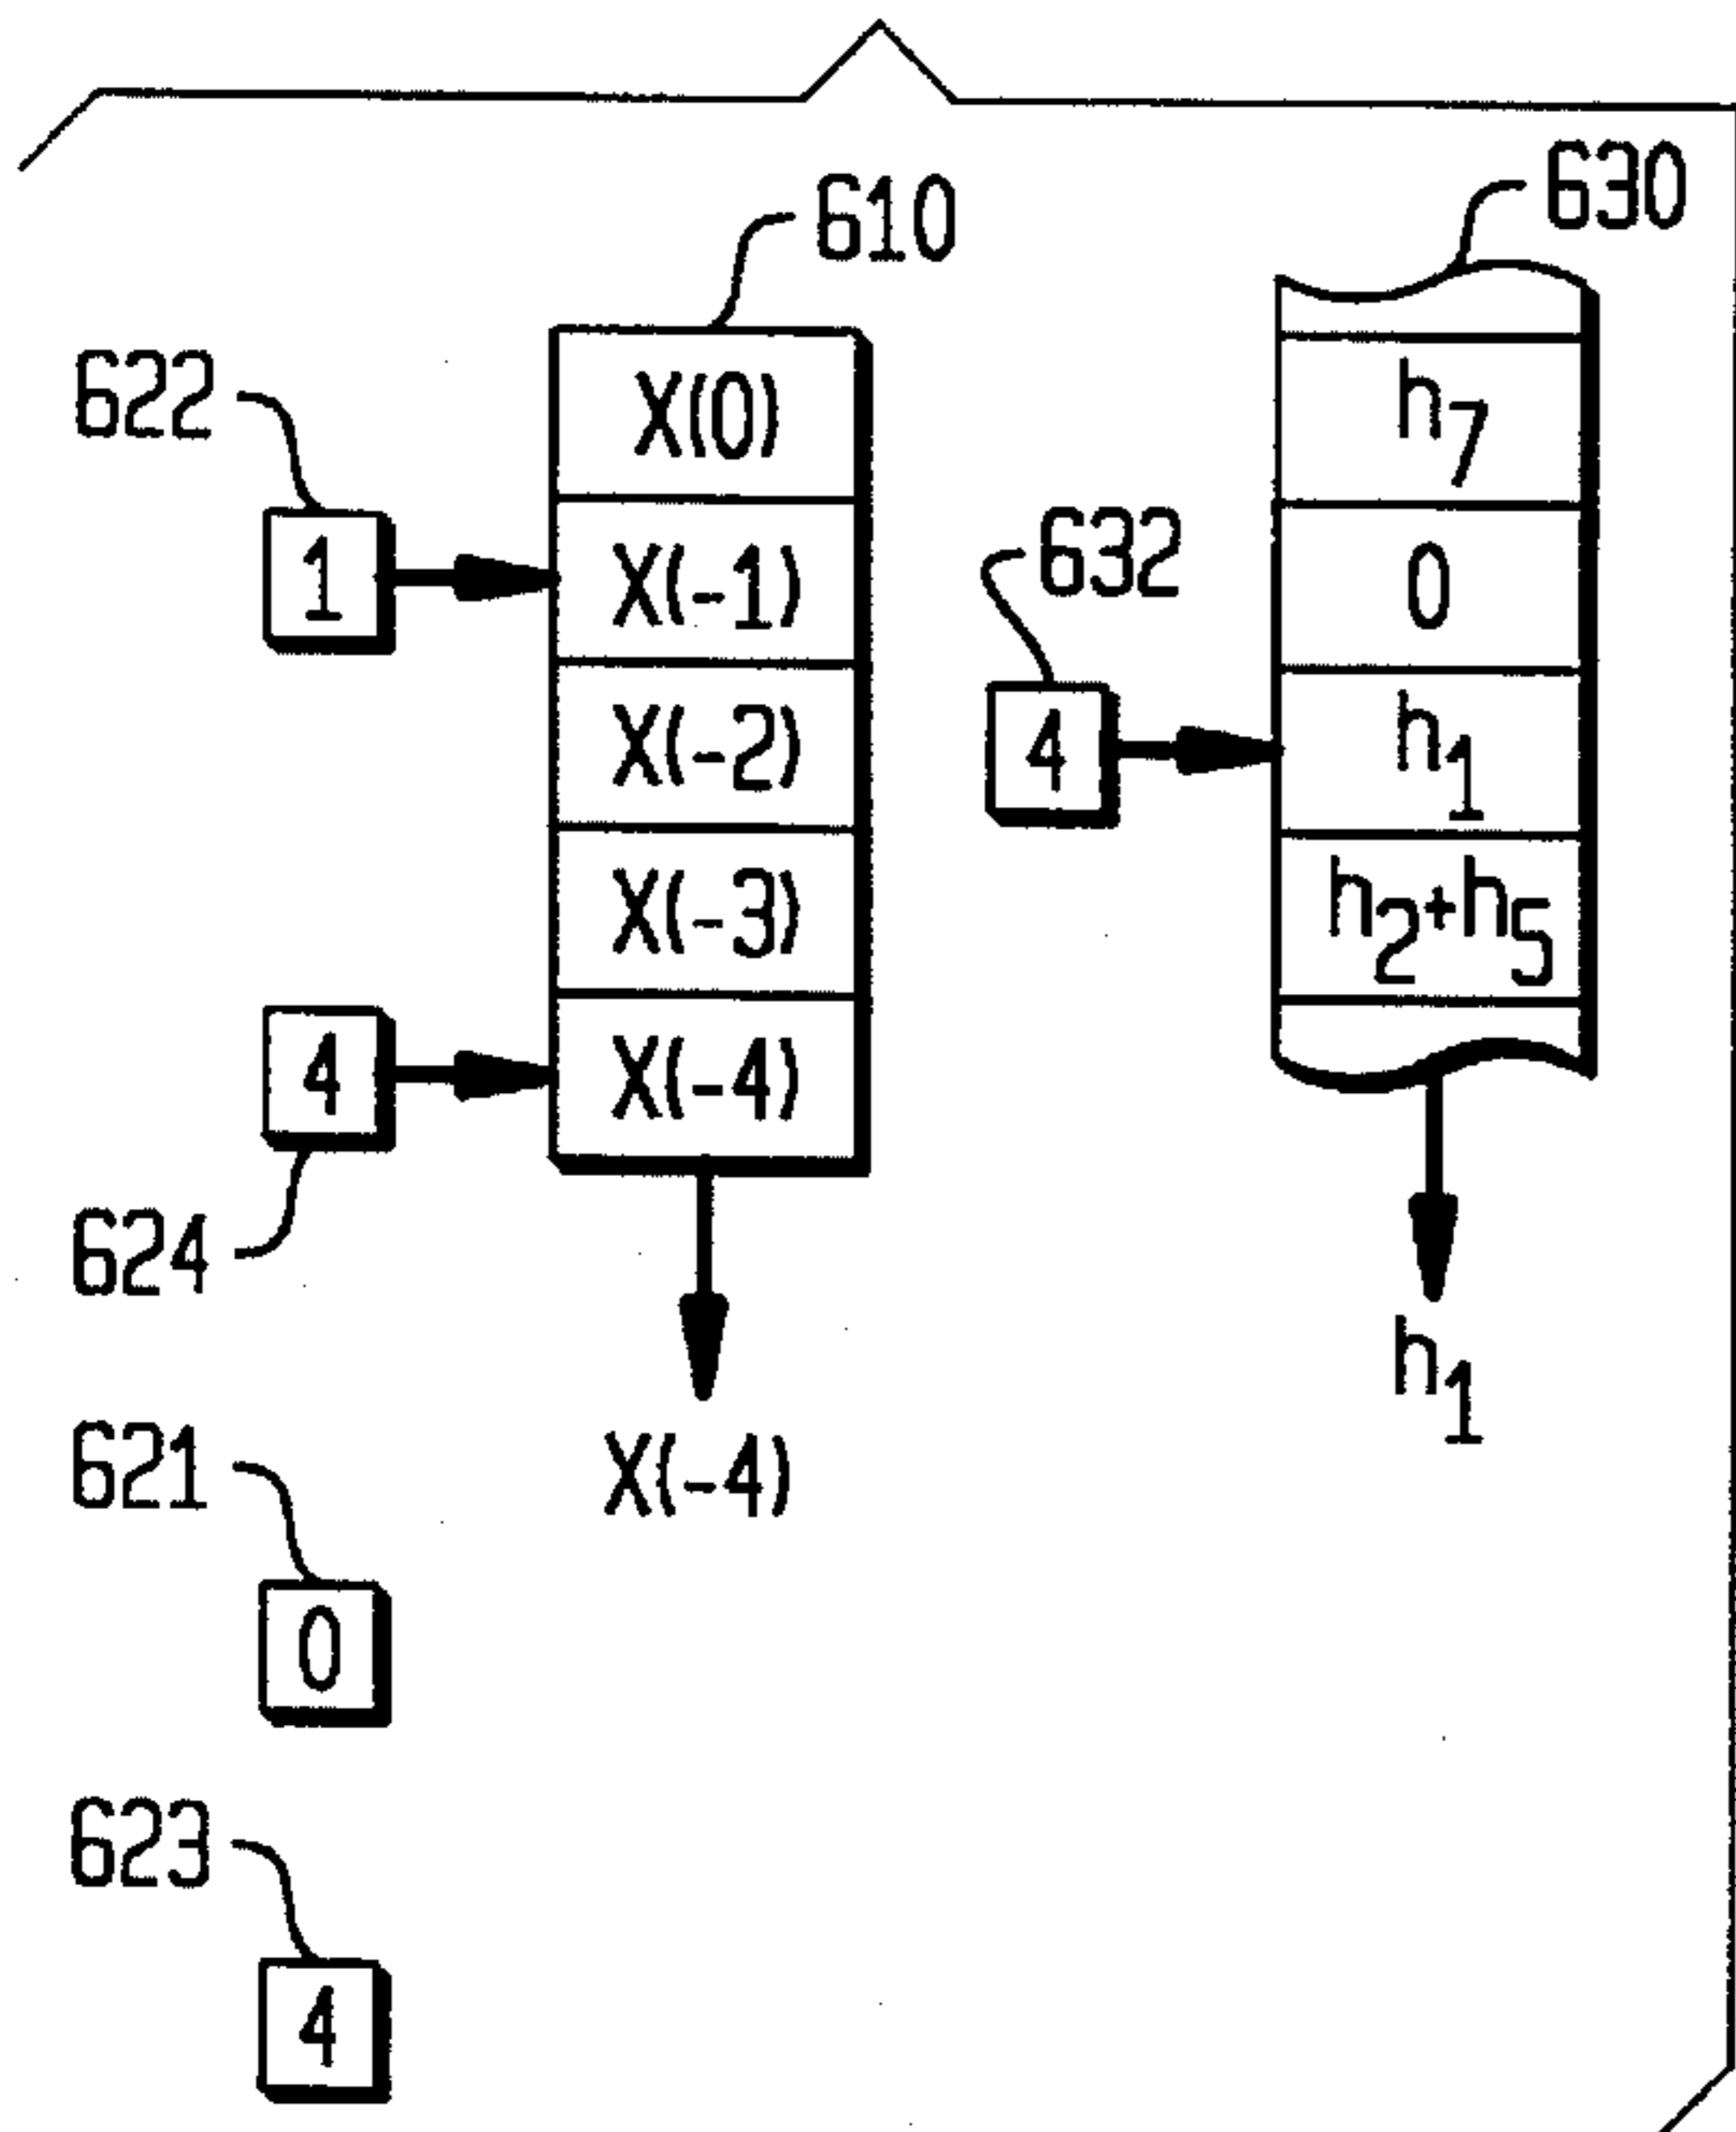 630
610
622
X(0)
h7
1
X(-1)
632
0
X(-2)
4
h1
X(-3)
h2+h5
4
X(-4)
624
h1
621
X(-4)
0
623
4